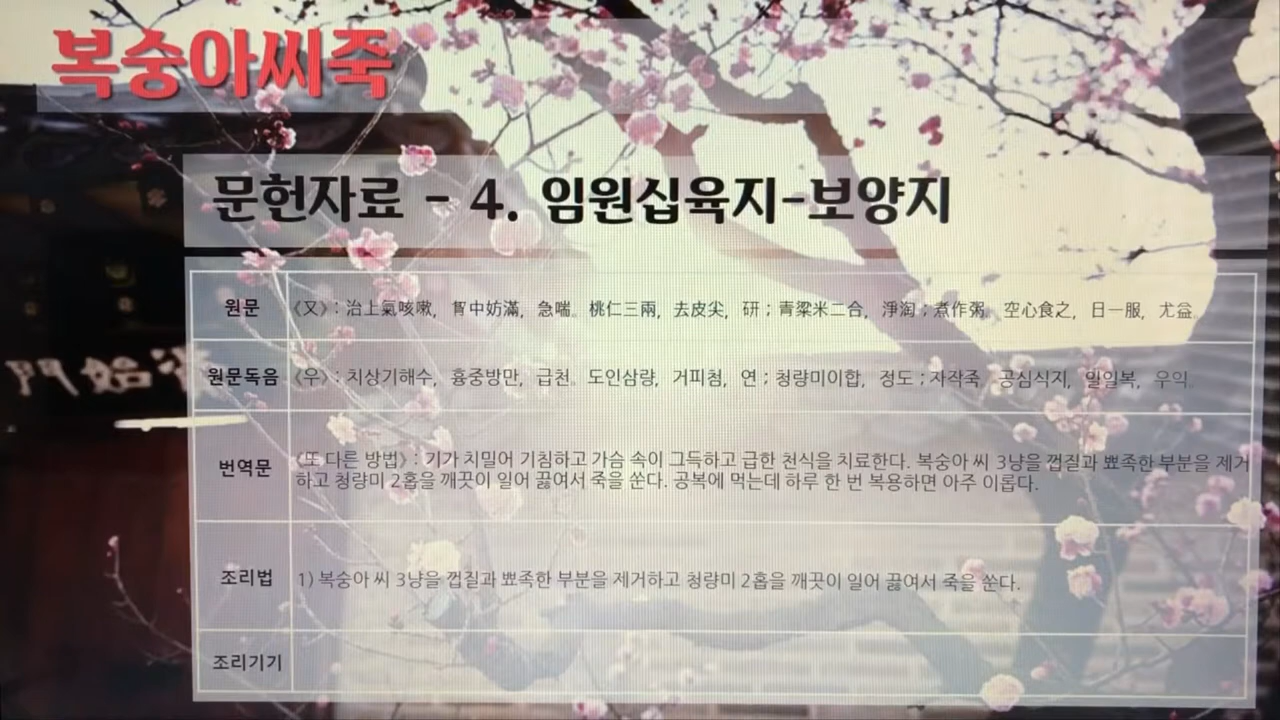 복숭아씨죽
문헌자료 - 4. 임원십육지-보양지
원문
《又》: 治上氣咳嗽, 胷中妨滿, 急喘。桃仁三兩, 去皮尖, 研 ; 青粱米二合, 淨淘 ; 煮作粥。空心食之, 日一服, 尤益。
원문독음
《우》: 치상기해수, 흉중방만, 급천。도인삼량, 거피첨, 연 ; 청량미이합, 정도 ; 자작죽, 공심식지, 일일복, 우익。
번역문
《또 다른 방법》: 기가 치밀어 기침하고 가슴 속이 그득하고 급한 천식을 치료한다. 복숭아 씨 3냥을 껍질과 뾰족한 부분을 제거
하고 청량미 2홉을 깨끗이 일어 끓여서 죽을 쑨다. 공복에 먹는데 하루 한 번 복용하면 아주 이롭다.
조리법
1) 복숭아 씨 3냥을 껍질과 뾰족한 부분을 제거하고 청량미 2홉을 깨끗이 일어 끓여서 죽을 쑨다.
조리기기
門始